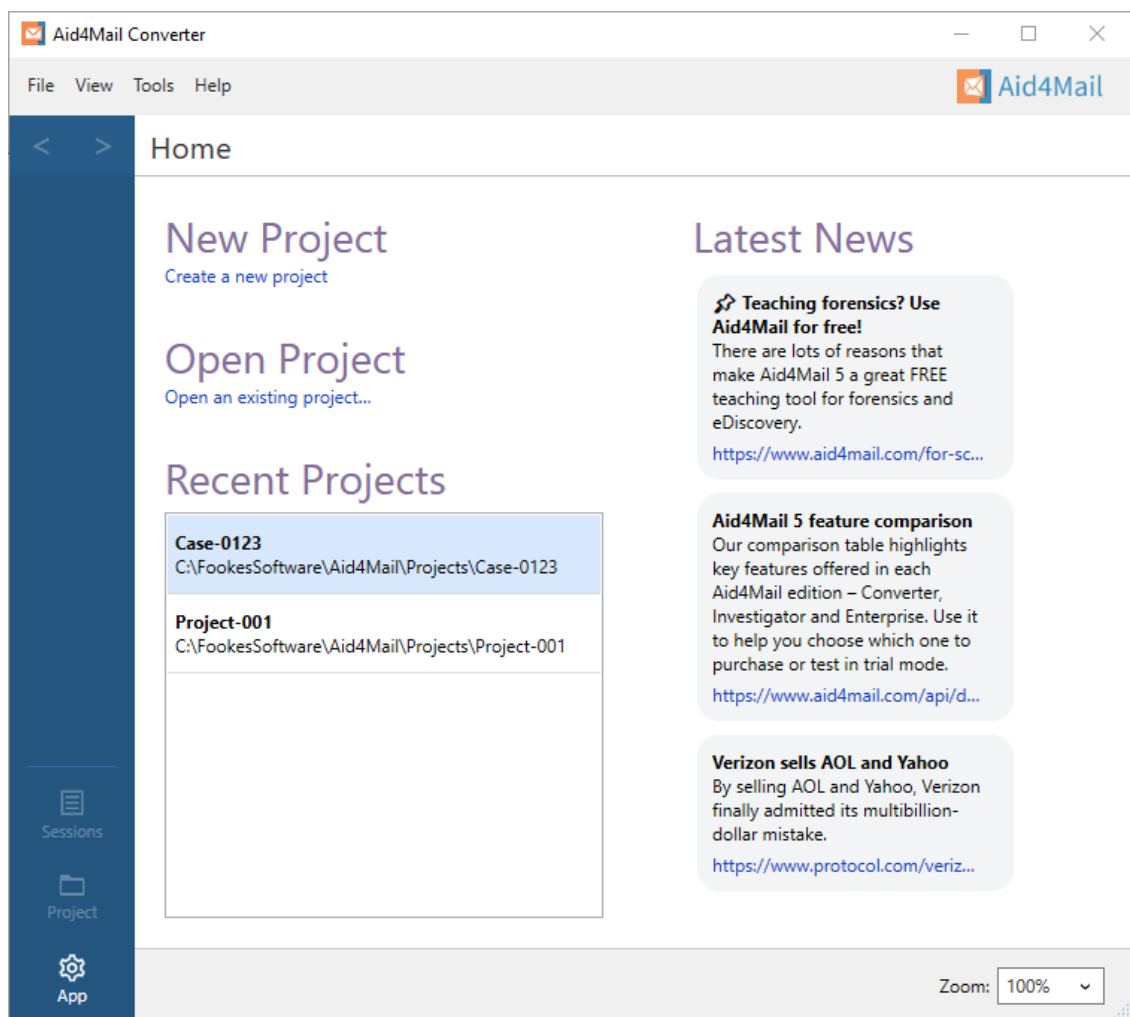 Aid4Mail Converter
File View Tools Help
Aid4Mail
< >
Home
New Project
Create a new project
Open Project
Open an existing project...
Recent Projects
Case-0123
C:\FookesSoftware\Aid4Mail\Projects\Case-0123
Project-001
C:\FookesSoftware\Aid4Mail\Projects\Project-001
Latest News
Teaching forensics? Use
Aid4Mail for free!
There are lots of reasons that
make Aid4Mail 5 a great FREE
teaching tool for forensics and
eDiscovery.
https://www.aid4mail.com/for-sc...
Aid4Mail 5 feature comparison
Our comparison table highlights
key features offered in each
Aid4Mail edition – Converter,
Investigator and Enterprise. Use it
to help you choose which one to
purchase or test in trial mode.
https://www.aid4mail.com/api/d...
Verizon sells AOL and Yahoo
By selling AOL and Yahoo, Verizon
finally admitted its multibillion-
dollar mistake.
https://www.protocol.com/veriz...
Sessions
Project
App
Zoom: 100%